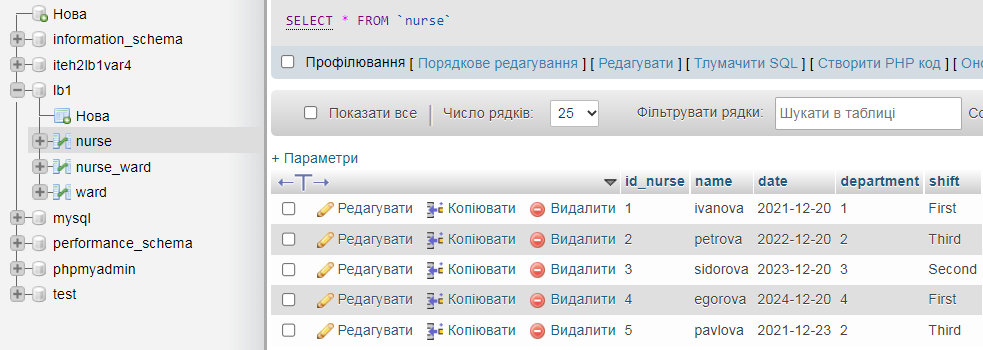 Нова
information_schema
iteh2lb1var4
lb1
Нова
nurse
nurse_ward
ward
mysql
performance_schema
phpmyadmin
test
SELECT * FROM `nurse`
Профілювання [ Порядкове редагування ] [ Редагувати ] [ Тлумачити SQL ] [ Створити PHP код ] [ Онс
Показати все | Число рядків: 25 Фільтрувати рядки: Шукати в таблиці Со
+ Параметри
←T→ id_nurse name date department shift
Редагувати Копіювати Видалити 1 ivanova 2021-12-20 1 First
Редагувати Копіювати Видалити 2 petrova 2022-12-20 2 Third
Редагувати Копіювати Видалити 3 sidorova 2023-12-20 3 Second
Редагувати Копіювати Видалити 4 egorova 2024-12-20 4 First
Редагувати Копіювати Видалити 5 pavlova 2021-12-23 2 Third